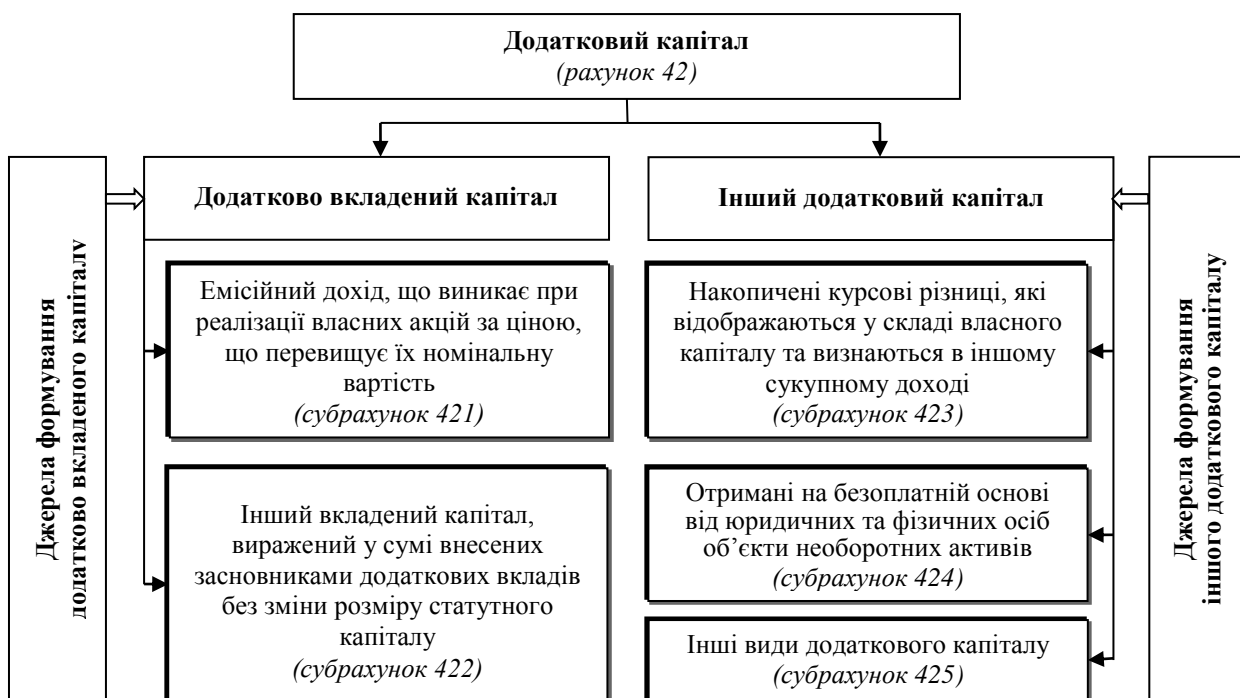 Додатковий капітал
(рахунок 42)
Джерела формування
додатково вкладеного капіталу
Додатково вкладений капітал
Емісійний дохід, що виникає при
реалізації власних акцій за ціною,
що перевищує їх номінальну
вартість
(субрахунок 421)
Інший вкладений капітал,
виражений у сумі внесених
засновниками додаткових вкладів
без зміни розміру статутного
капіталу
(субрахунок 422)
Інший додатковий капітал
Накопичені курсові різниці, які
відображаються у складі власного
капіталу та визнаються в іншому
сукупному доході
(субрахунок 423)
Отримані на безоплатній основі
від юридичних та фізичних осіб
об’єкти необоротних активів
(субрахунок 424)
Інші види додаткового капіталу
(субрахунок 425)
Джерела формування
іншого додаткового капіталу